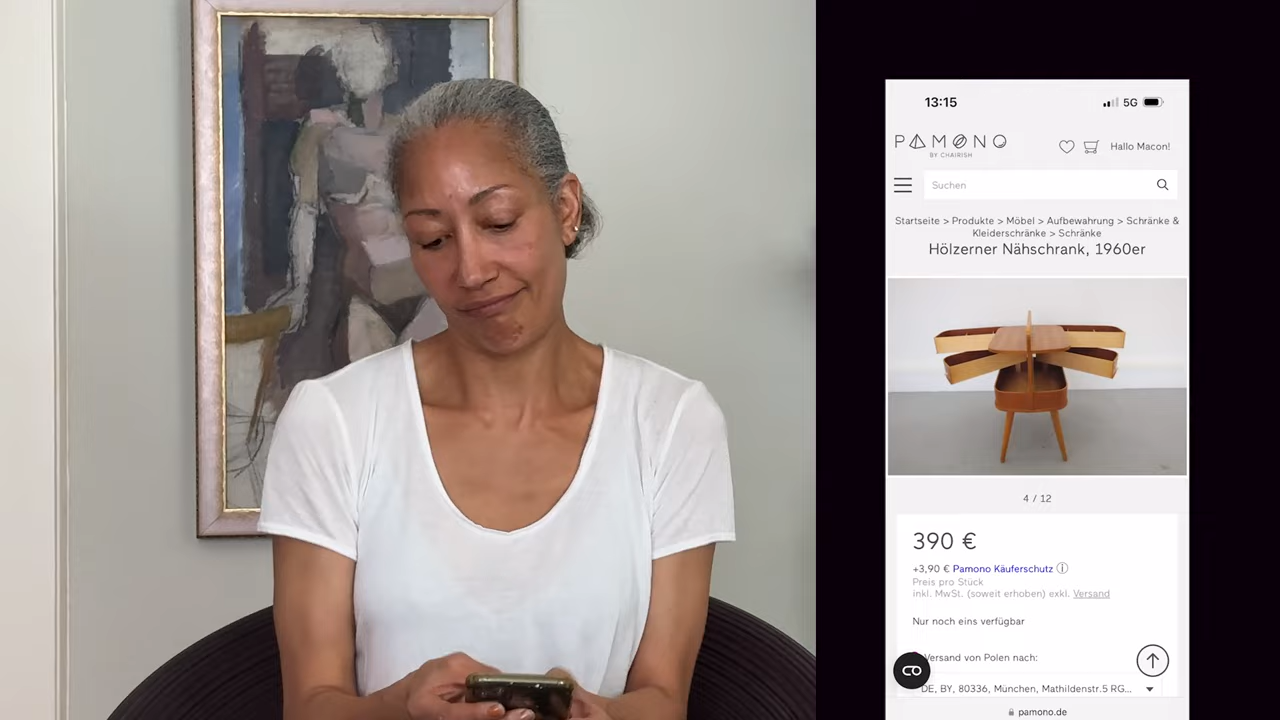 13:15
5G
PAMONO
BY CHAIRISH
Hallo Macon!
Suchen
Startseite > Produkte > Möbel > Aufbewahrung > Schränke &
Kleiderschränke > Schränke
Hölzerner Nähschrank, 1960er
4 / 12
390 €
+3,90 € Pamono Käuferschutz
Preis pro Stück
inkl. MwSt. (soweit erhoben) exkl. Versand
Nur noch eins verfügbar
Versand von Polen nach:
DE, BY, 80336, München, Mathildenstr.5 RG...
pamono.de